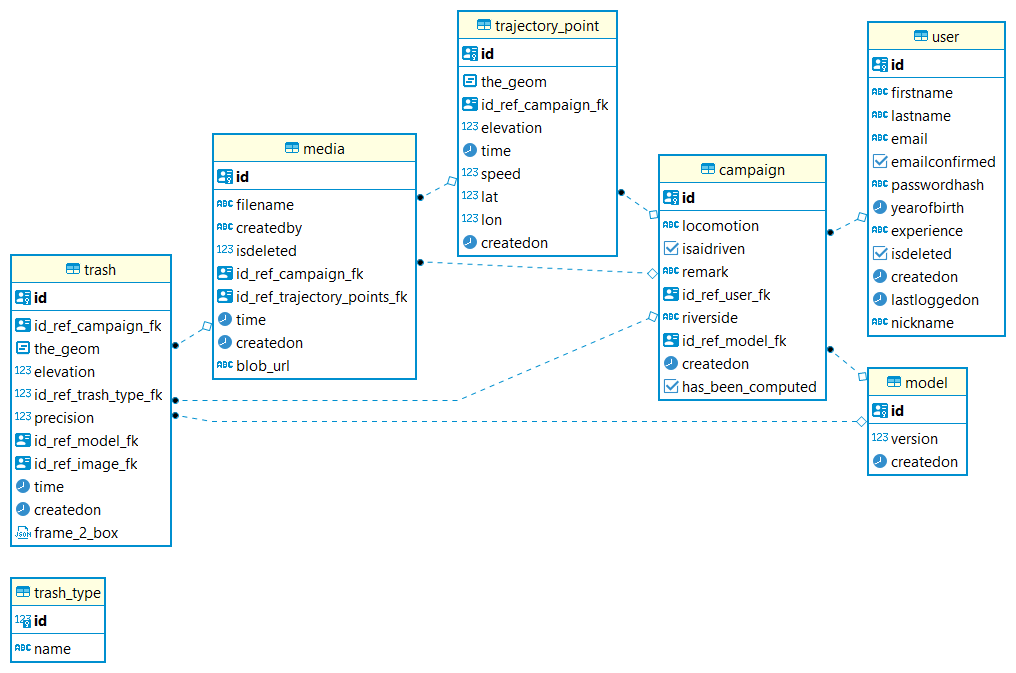 trajectory_point
id
the_geom
id_ref_campaign_fk
123 elevation
time
123 speed
123 lat
123 lon
createdon
user
id
ABC firstname
ABC lastname
ABC email
emailconfirmed
ABC passwordhash
yearofbirth
ABC experience
isdeleted
createdon
lastloggedon
ABC nickname
media
id
ABC filename
ABC createdby
123 isdeleted
id_ref_campaign_fk
id_ref_trajectory_points_fk
time
createdon
ABC blob_url
campaign
id
ABC locomotion
isaidriven
ABC remark
id_ref_user_fk
ABC riverside
id_ref_model_fk
createdon
has_been_computed
trash
id
id_ref_campaign_fk
the_geom
123 elevation
123 id_ref_trash_type_fk
123 precision
id_ref_model_fk
id_ref_image_fk
time
createdon
JSON frame_2_box
model
id
123 version
createdon
trash_type
123 id
ABC name